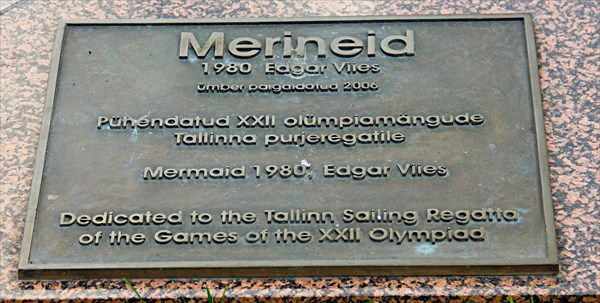 Merineid
1980 Edgar Viies
ümber paigaldatud 2006
Pühendatud XXII olümpiamängude
Tallinna purjeregatile
Mermaid 1980, Edgar Viies
Dedicated to the Tallinn Sailing Regatta
of the Games of the XXII Olympiad